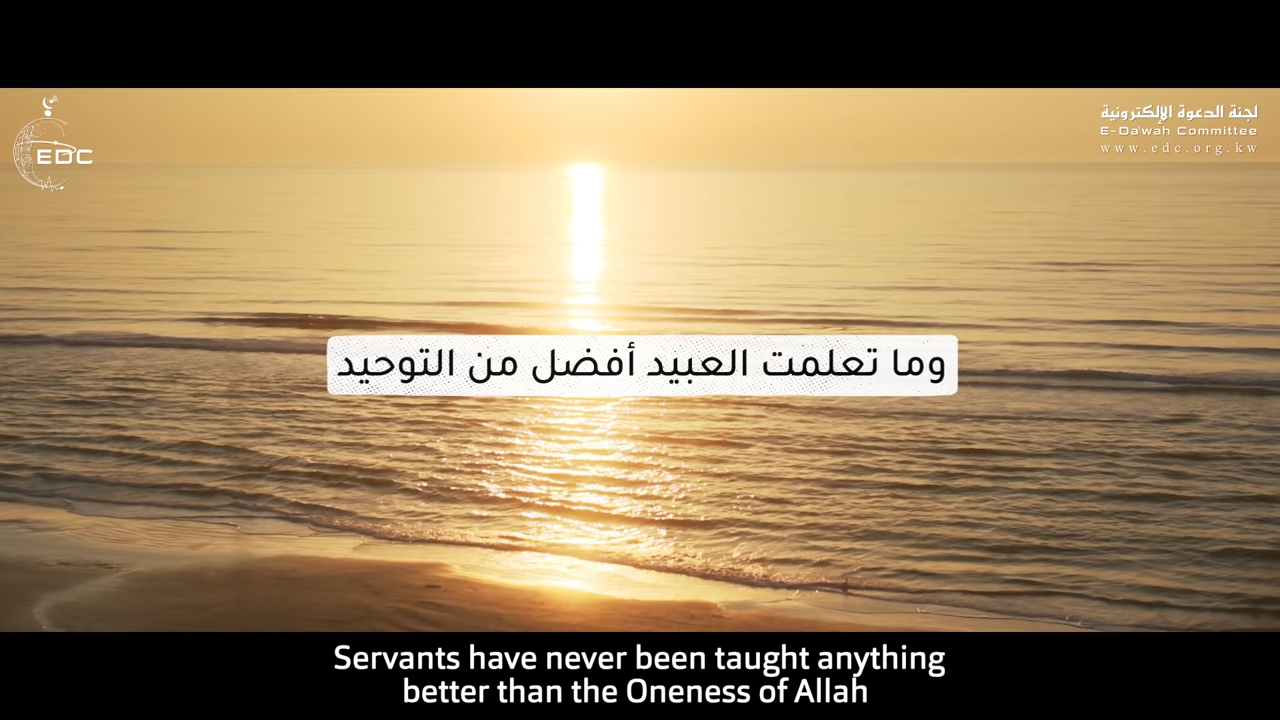 EDC
لجنة الدعوة الإلكترونية
E-Da'wah Committee
www.edc.org.kw
وما تعلمت العبيد أفضل من التوحيد
Servants have never been taught anything
better than the Oneness of Allah